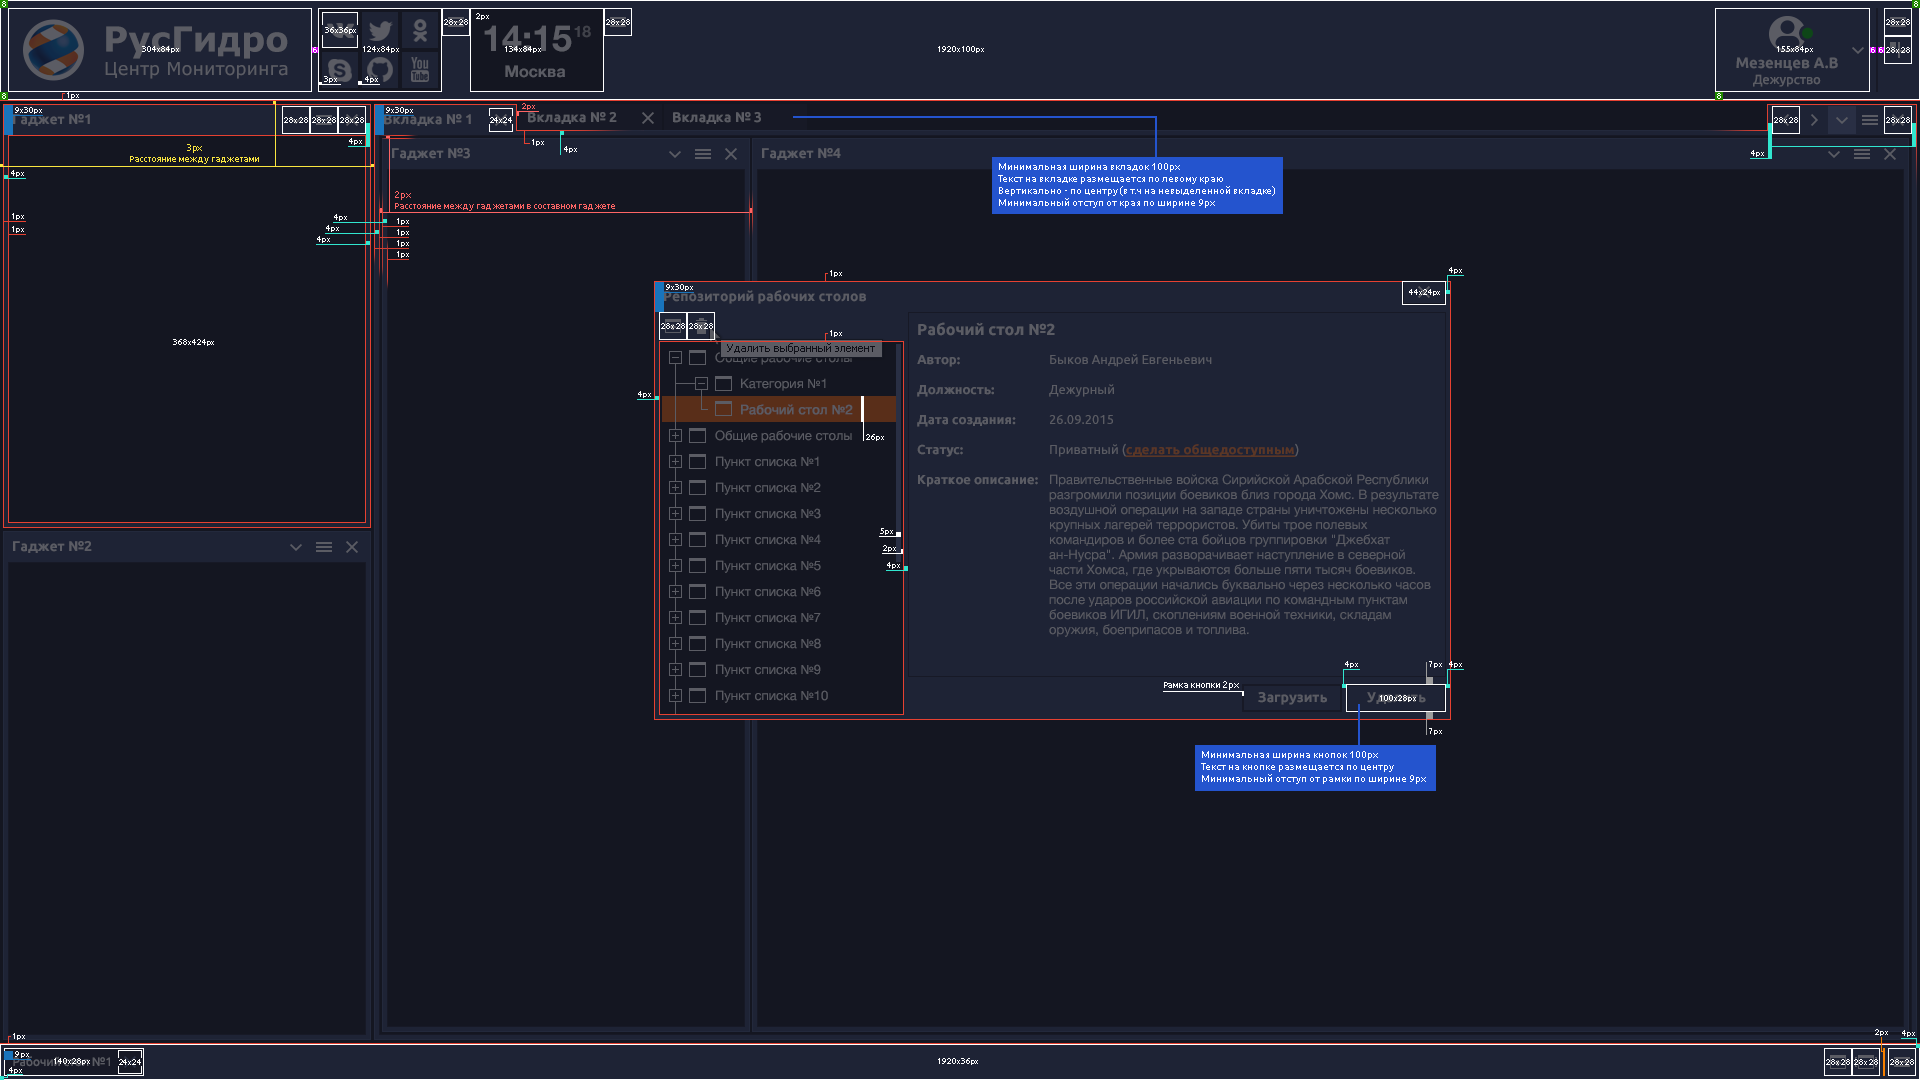 РусГидро
304x84px
Центр Мониторинга
36x36px
124x84px
3px
4px
You
Tube
28x28
2px
14:15 18
134x84px
Москва
28x28
1920x100px
155x84px
Мезенцев А.В
Дежурство
28x28
28x28
8
8
8
8
6
6 6
1px
9x30px
Гаджет №1
28x28
28x28
28x28
4px
3px
Расстояние между гаджетами
4px
1px
1px
4px
4px
4px
368x424px
9x30px
Вкладка № 1
24x24
2px
Вкладка № 2
Вкладка № 3
1px
4px
28x28
28x28
4px
Гаджет №3
Гаджет №4
2px
Расстояние между гаджетами в составном гаджете
1px
1px
1px
1px
Минимальная ширина вкладок 100px
Текст на вкладке размещается по левому краю
Вертикально - по центру (в т.ч на невыделенной вкладке)
Минимальный отступ от края по ширине 9px
1px
4px
9x30px
Репозиторий рабочих столов
44x24px
28x28
28x28
1px
Удалить выбранный элемент
Общие рабочие столы
Категория №1
4px
Рабочий стол №2
26px
Общие рабочие столы
Пункт списка №1
Пункт списка №2
Пункт списка №3
Пункт списка №4
Пункт списка №5
Пункт списка №6
Пункт списка №7
Пункт списка №8
Пункт списка №9
Пункт списка №10
5px
2px
4px
Рабочий стол №2
Автор:
Быков Андрей Евгеньевич
Должность:
Дежурный
Дата создания:
26.09.2015
Статус:
Приватный (сделать общедоступным)
Краткое описание:
Правительственные войска Сирийской Арабской Республики
разгромили позиции боевиков близ города Хомс. В результате
воздушной операции на западе страны уничтожены несколько
крупных лагерей террористов. Убиты трое полевых
командиров и более ста бойцов группировки "Джебхат
ан-Нусра". Армия разворачивает наступление в северной
части Хомса, где укрываются больше пяти тысяч боевиков.
Все эти операции начались буквально через несколько часов
после ударов российской авиации по командным пунктам
боевиков ИГИЛ, скоплениям военной техники, складам
оружия, боеприпасов и топлива.
4px
7px
4px
Рамка кнопки 2px
Загрузить
Удалить
100x28px
7px
Минимальная ширина кнопок 100px
Текст на кнопке размещается по центру
Минимальный отступ от рамки по ширине 9px
Гаджет №2
1px
9px
Рабочий стол №1
140x28px
24x24
4px
1920x36px
2px
4px
28x28
28x28
28x28